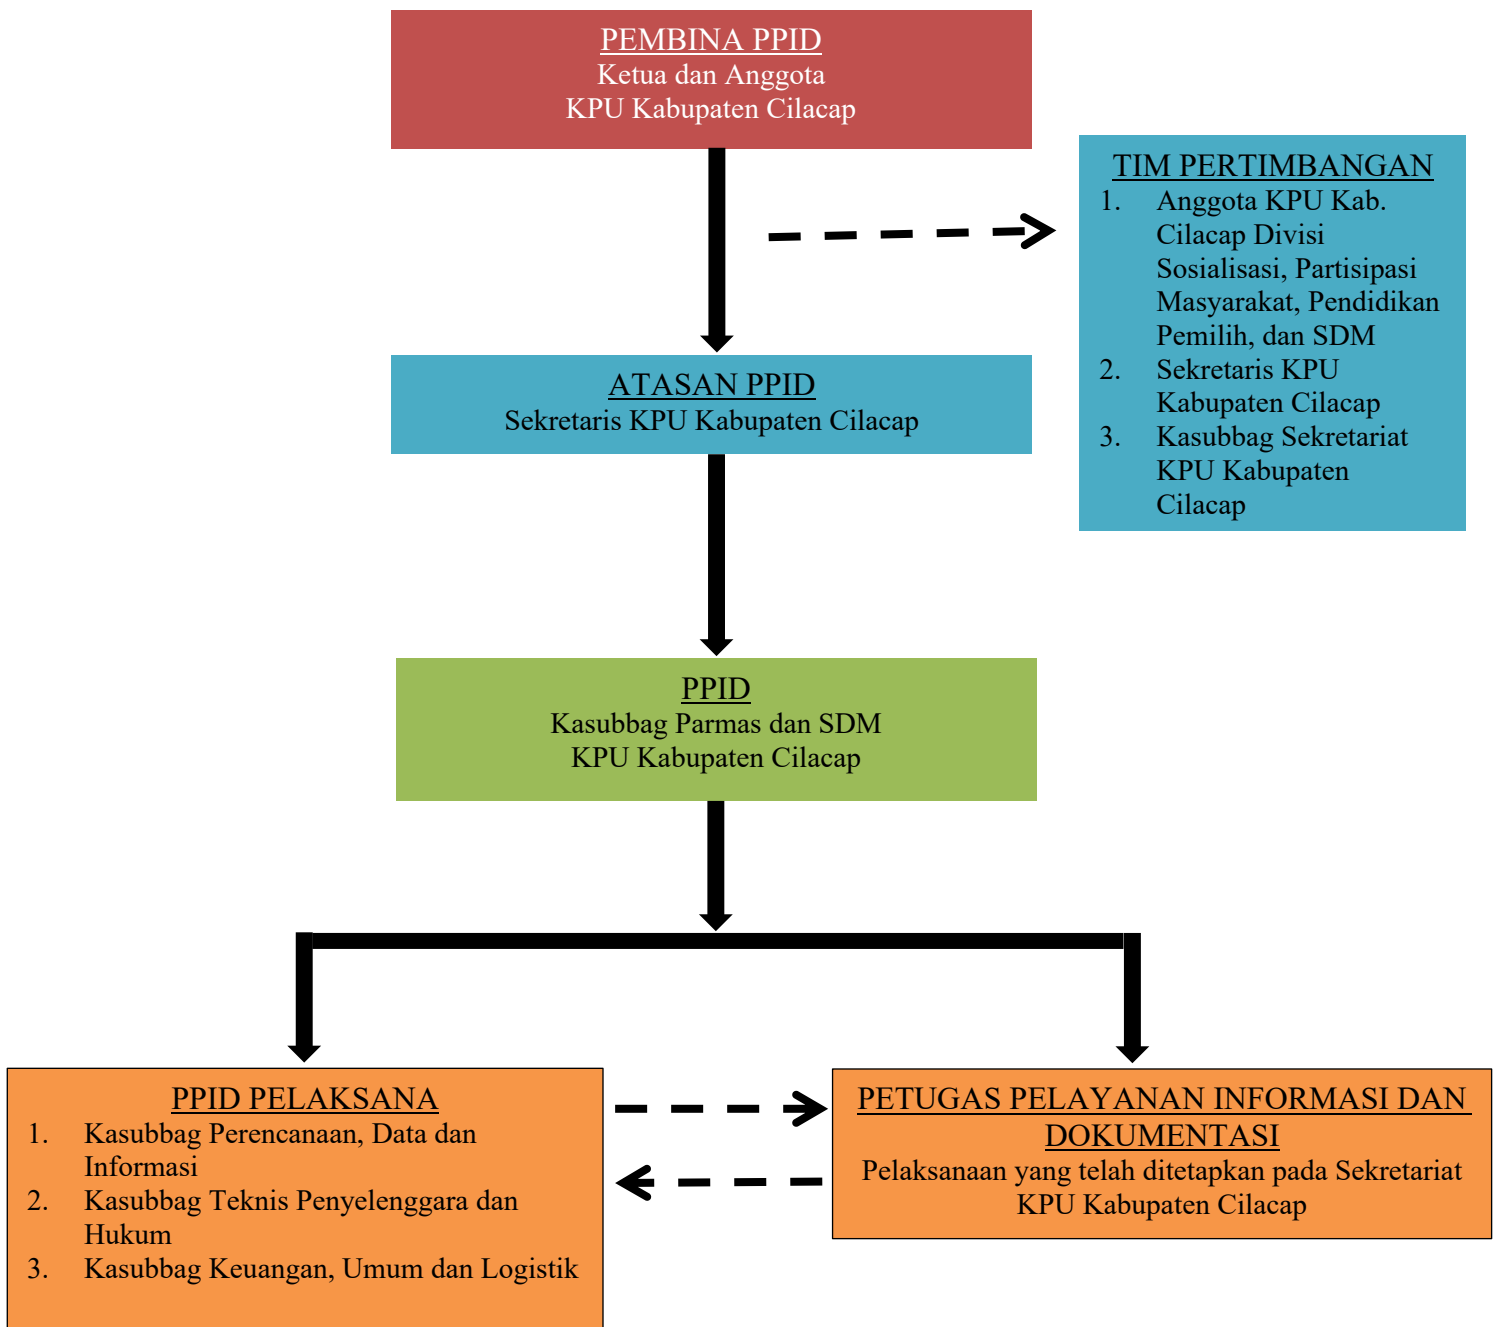 PEMBINA PPID
Ketua dan Anggota
KPU Kabupaten Cilacap
TIM PERTIMBANGAN
1. Anggota KPU Kab.
Cilacap Divisi
Sosialisasi, Partisipasi
Masyarakat, Pendidikan
Pemilih, dan SDM
2. Sekretaris KPU
Kabupaten Cilacap
3. Kasubbag Sekretariat
KPU Kabupaten
Cilacap
ATASAN PPID
Sekretaris KPU Kabupaten Cilacap
PPID
Kasubbag Parmas dan SDM
KPU Kabupaten Cilacap
PPID PELAKSANA
1. Kasubbag Perencanaan, Data dan
Informasi
2. Kasubbag Teknis Penyelenggara dan
Hukum
3. Kasubbag Keuangan, Umum dan Logistik
PETUGAS PELAYANAN INFORMASI DAN
DOKUMENTASI
Pelaksanaan yang telah ditetapkan pada Sekretariat
KPU Kabupaten Cilacap